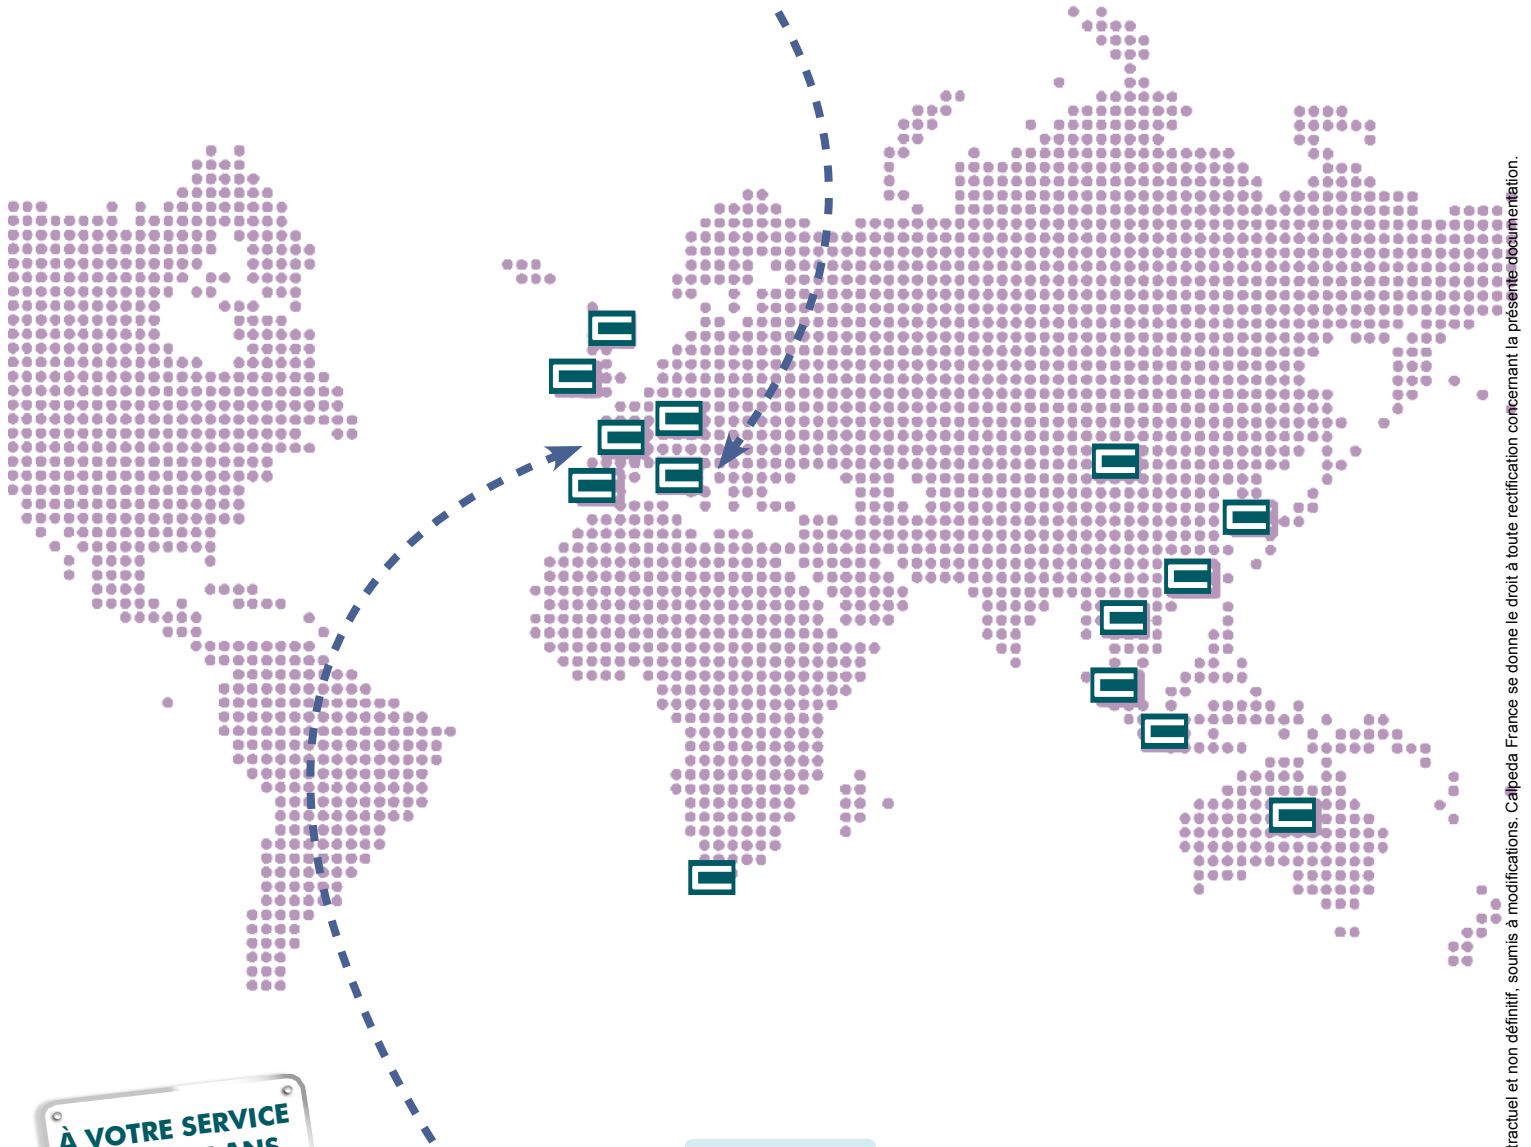 tractuel et non définitif, soumis à modifications. Calpeda France se donne le droit à toute rectification concernant la présente documentation.
À VOTRE SERVICE
ANS